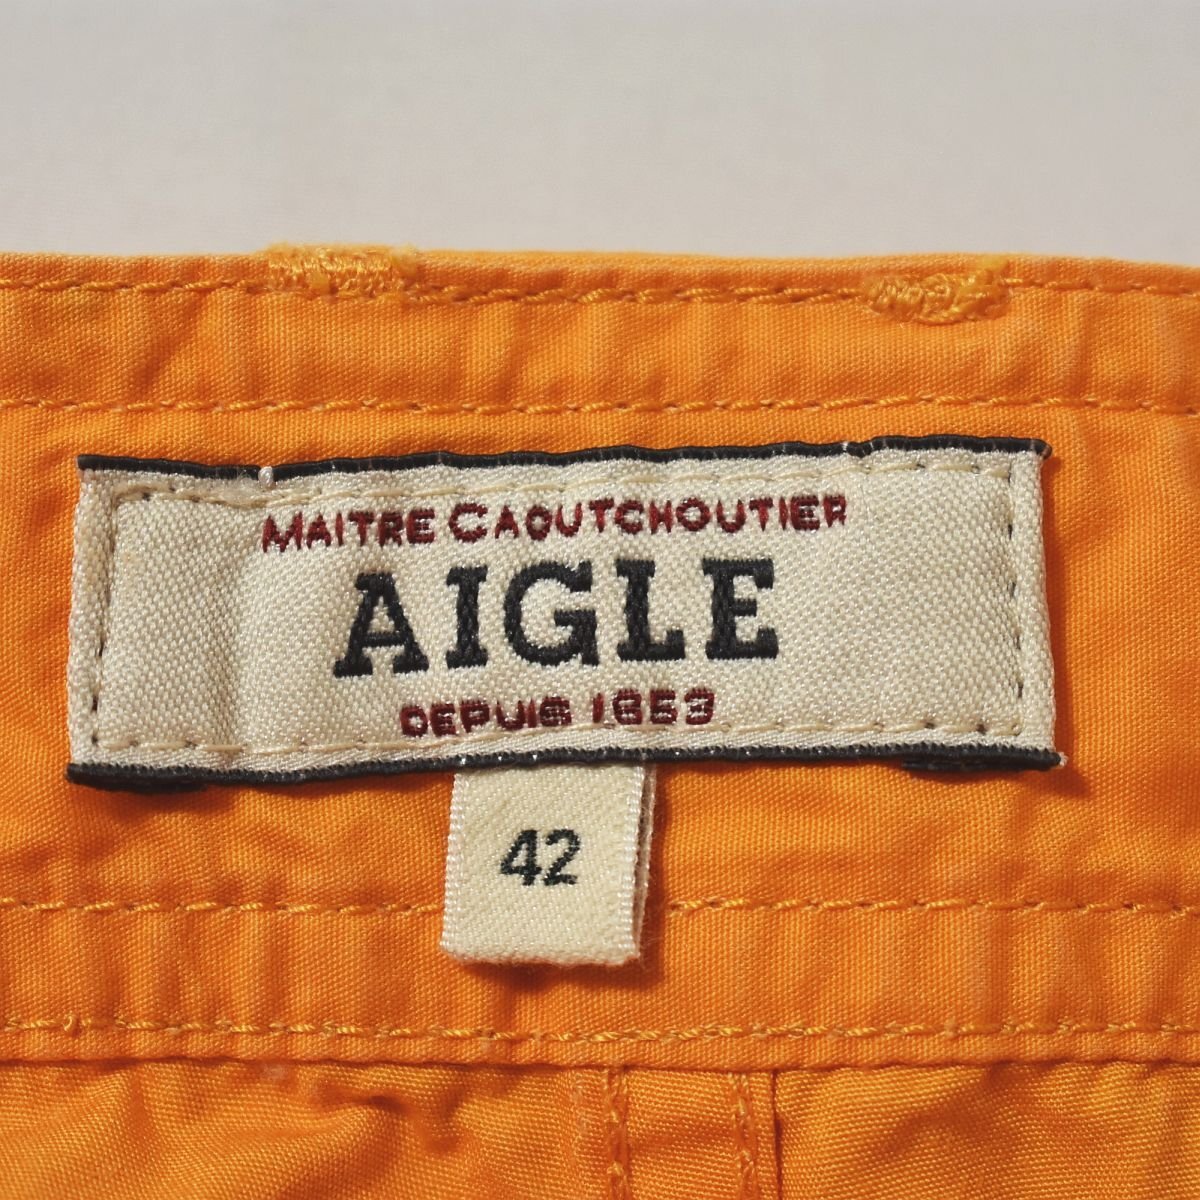 MAITRE CAOUTCHOUTIER
AIGLE
DEPUIS 1853
42